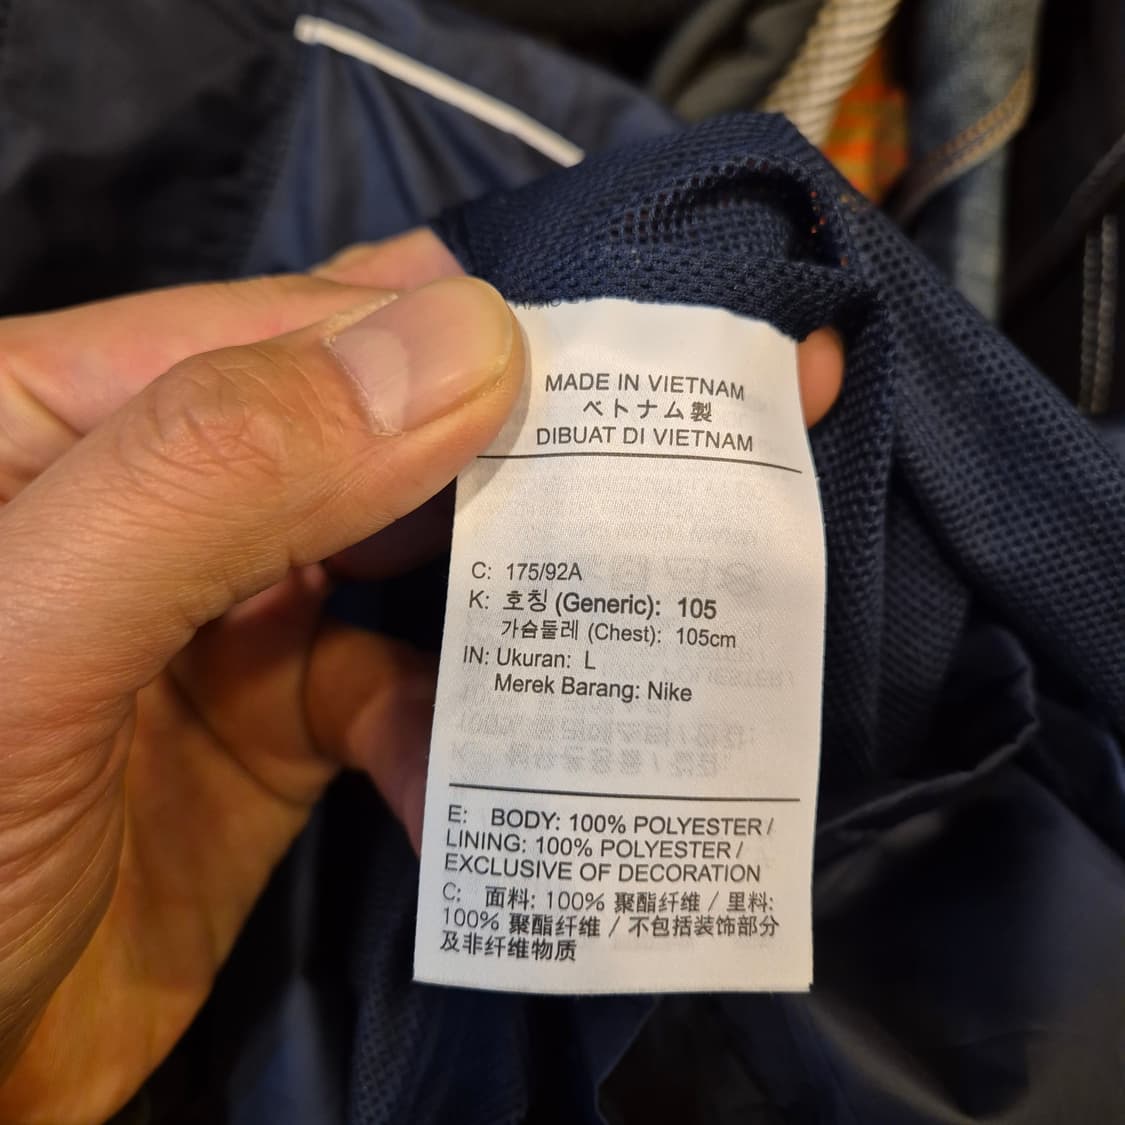 MADE IN VIETNAM
ベトナム製
DIBUAT DI VIETNAM
C: 175/92A
K: 호칭 (Generic): 105
가슴둘레 (Chest): 105cm
IN: Ukuran: L
Merek Barang: Nike
E: BODY: 100% POLYESTER /
LINING: 100% POLYESTER /
EXCLUSIVE OF DECORATION
C: 面料: 100% 聚酯纤维 / 里料:
100% 聚酯纤维 / 不包括装饰部分
及非纤维物质